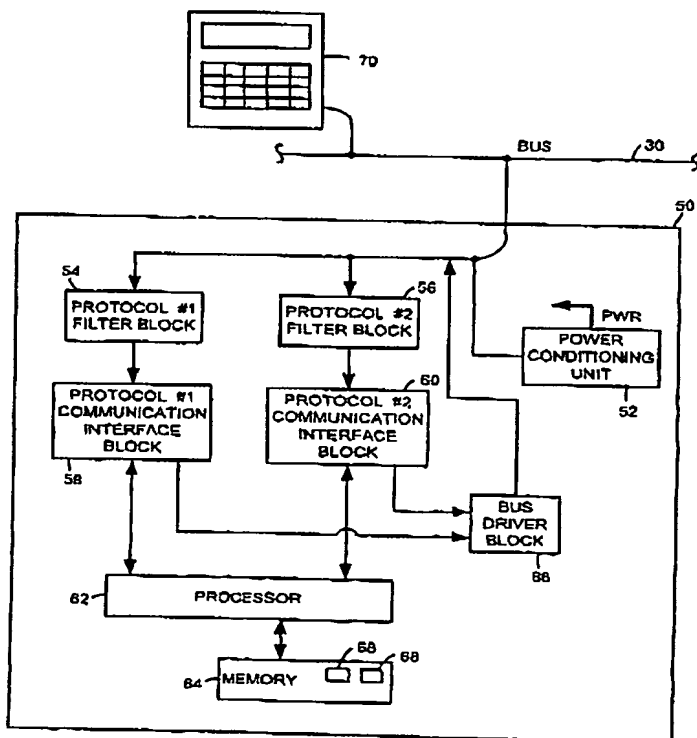 70
BUS
30
50
54
PROTOCOL #1
FILTER BLOCK
56
PROTOCOL #2
FILTER BLOCK
PWR
POWER
CONDITIONING
UNIT
52
PROTOCOL #1
COMMUNICATION
INTERFACE
BLOCK
58
60
PROTOCOL #2
COMMUNICATION
INTERFACE
BLOCK
BUS
DRIVER
BLOCK
66
62
PROCESSOR
68
68
64
MEMORY